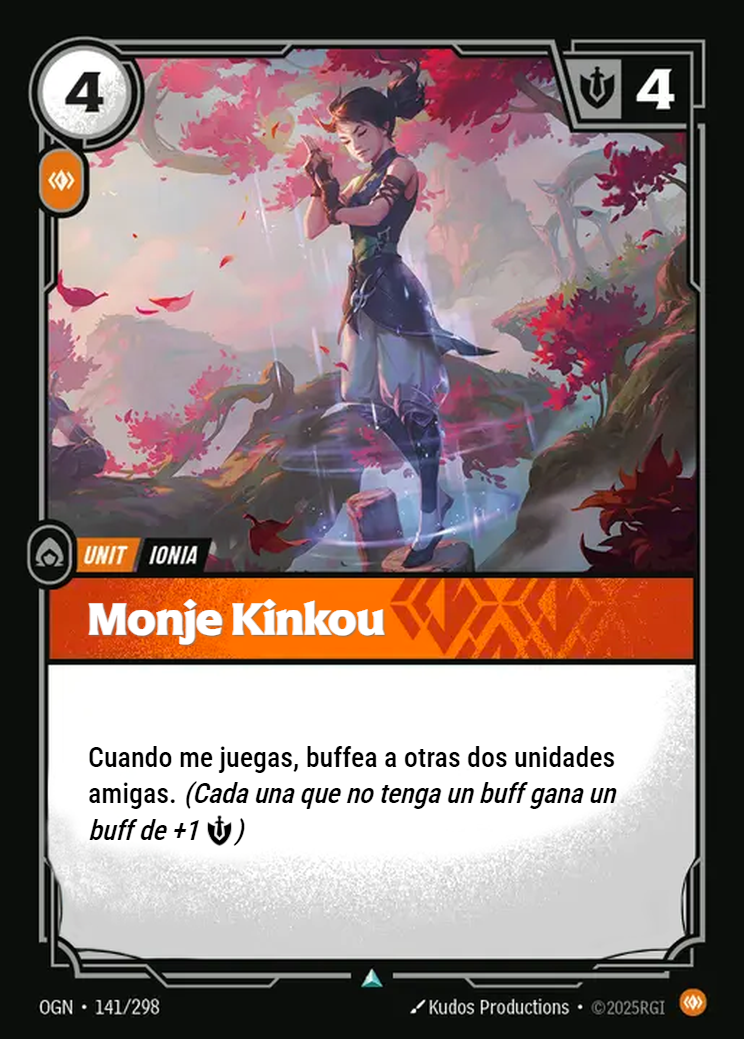 4
4
UNIT IONIA
Monje Kinkou
Cuando me juegas, buffea a otras dos unidades
amigas. (Cada una que no tenga un buff gana un
buff de +1 )
OGN • 141/298
Kudos Productions • ©2025RGI